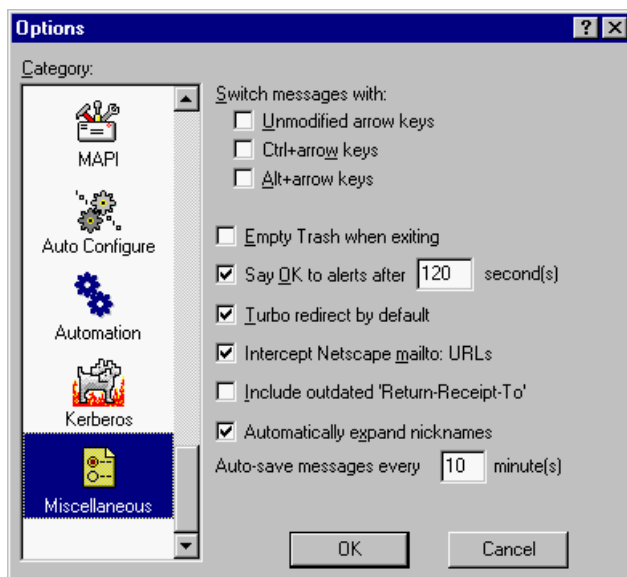 Options
Category:
MAPI
Auto Configure
Automation
Kerberos
Miscellaneous
Switch messages with:
Unmodified arrow keys
Ctrl+arrow keys
Alt+arrow keys
Empty Trash when exiting
Say OK to alerts after 120 second(s)
Turbo redirect by default
Intercept Netscape mailto: URLs
Include outdated 'Return-Receipt-To'
Automatically expand nicknames
Auto-save messages every 10 minute(s)
OK Cancel